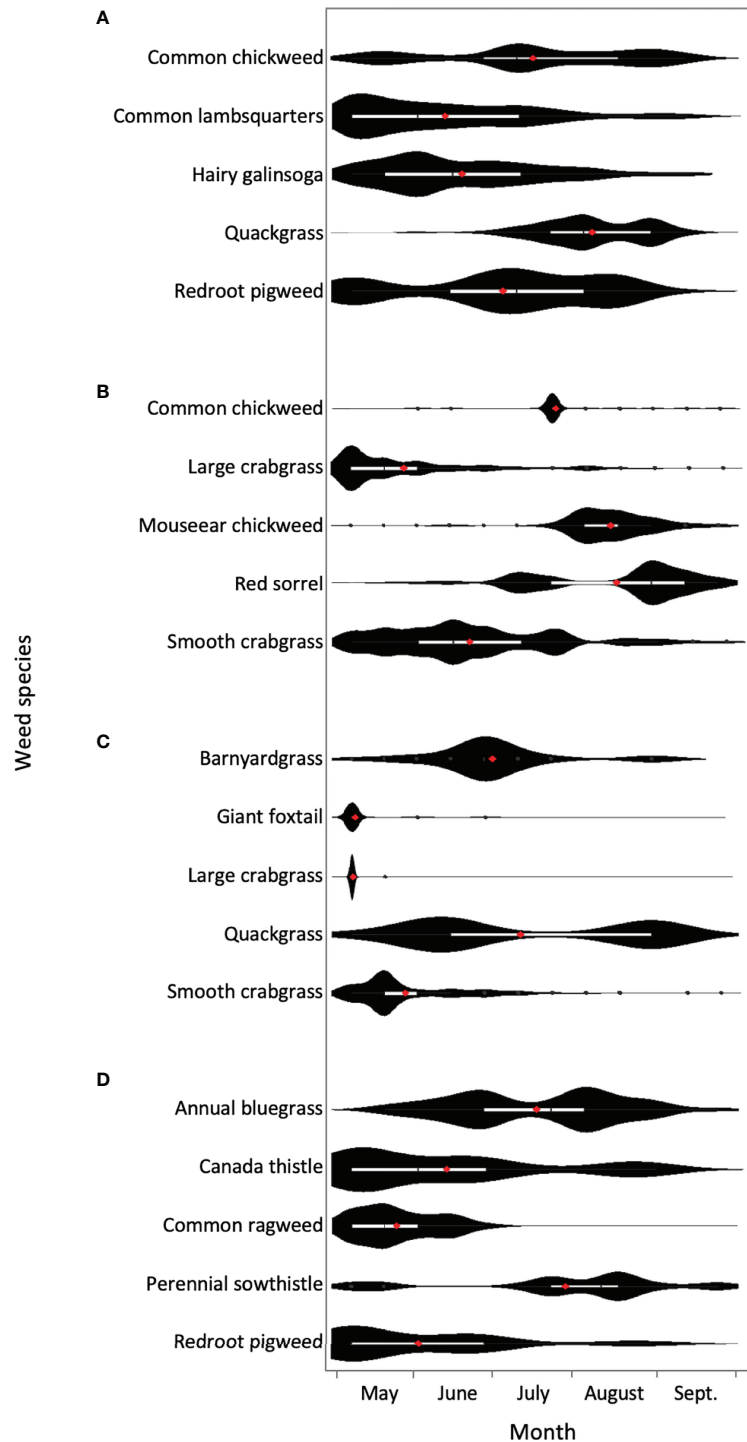 A
Common chickweed
Common lambsquarters
Hairy galinsoga
Quackgrass
Redroot pigweed
B
Common chickweed
Large crabgrass
Mouseear chickweed
Red sorrel
Smooth crabgrass
C
Barnyardgrass
Giant foxtail
Large crabgrass
Quackgrass
Smooth crabgrass
D
Annual bluegrass
Canada thistle
Common ragweed
Perennial sowthistle
Redroot pigweed
Weed species
May June July August Sept.
Month